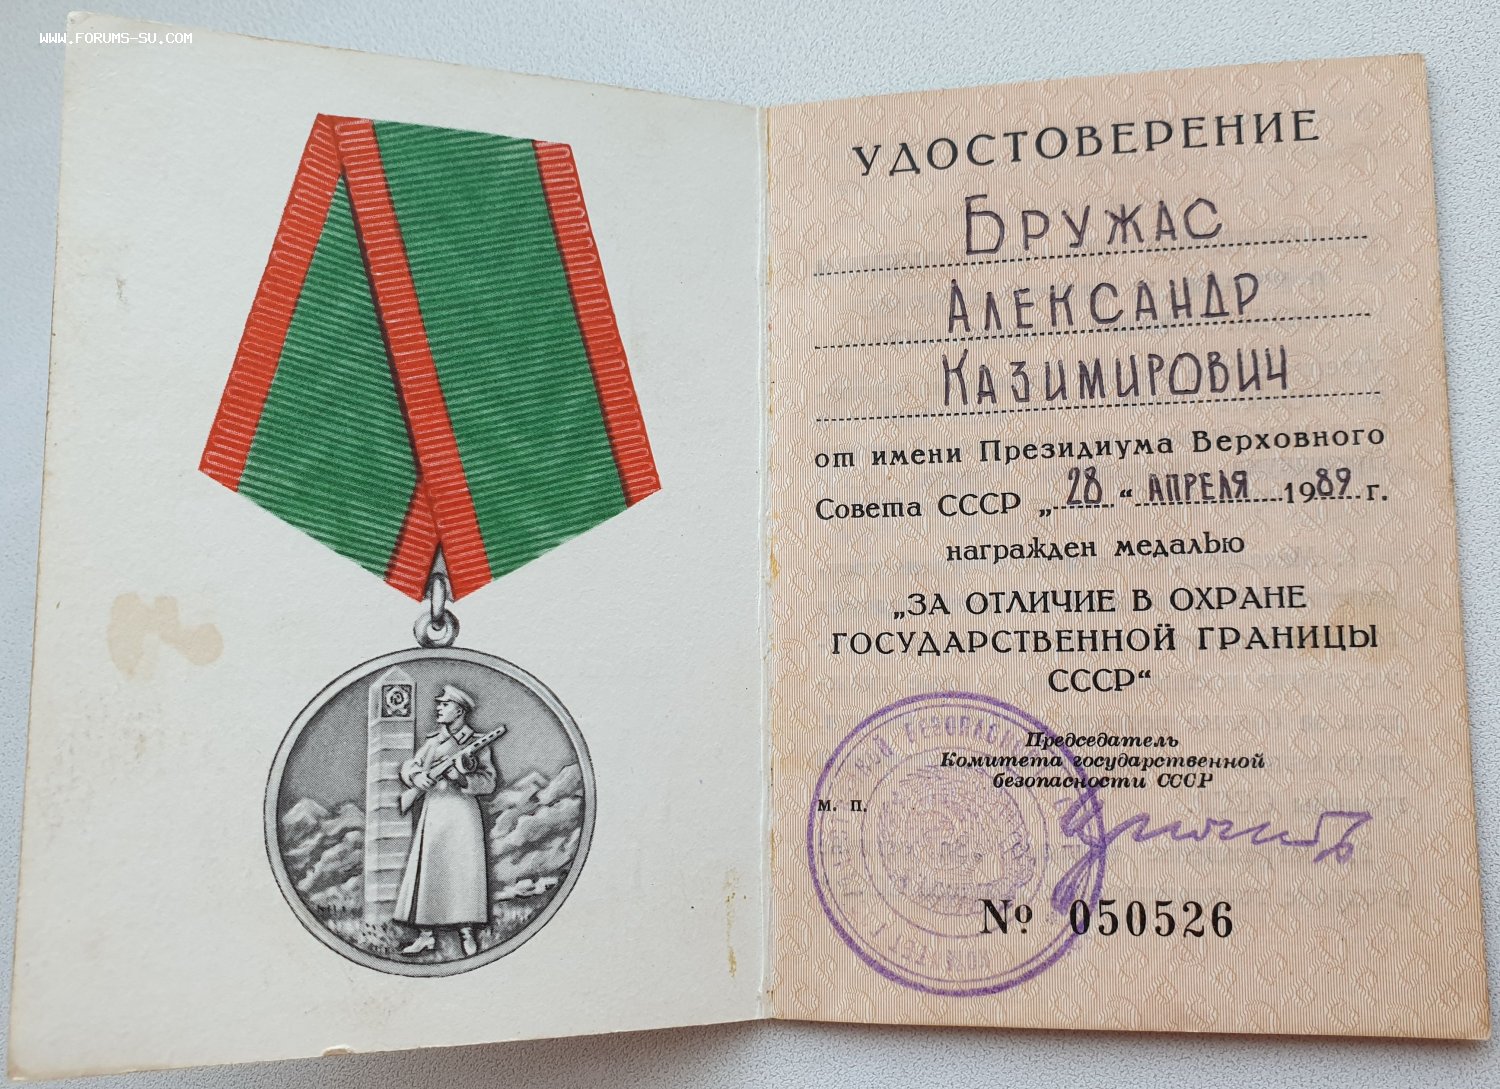 WWW.FORUMS-SU.COM
УДОСТОВЕРЕНИЕ
БРУЖАС
АЛЕКСАНДР
КАЗИМИРОВИЧ
от имени Президиума Верховного
Совета СССР „28“ АПРЕЛЯ 1989 г.
награжден медалью
„ЗА ОТЛИЧИЕ В ОХРАНЕ
ГОСУДАРСТВЕННОЙ ГРАНИЦЫ
СССР“
Председатель
Комитета государственной
безопасности СССР
м. п.
№ 050526